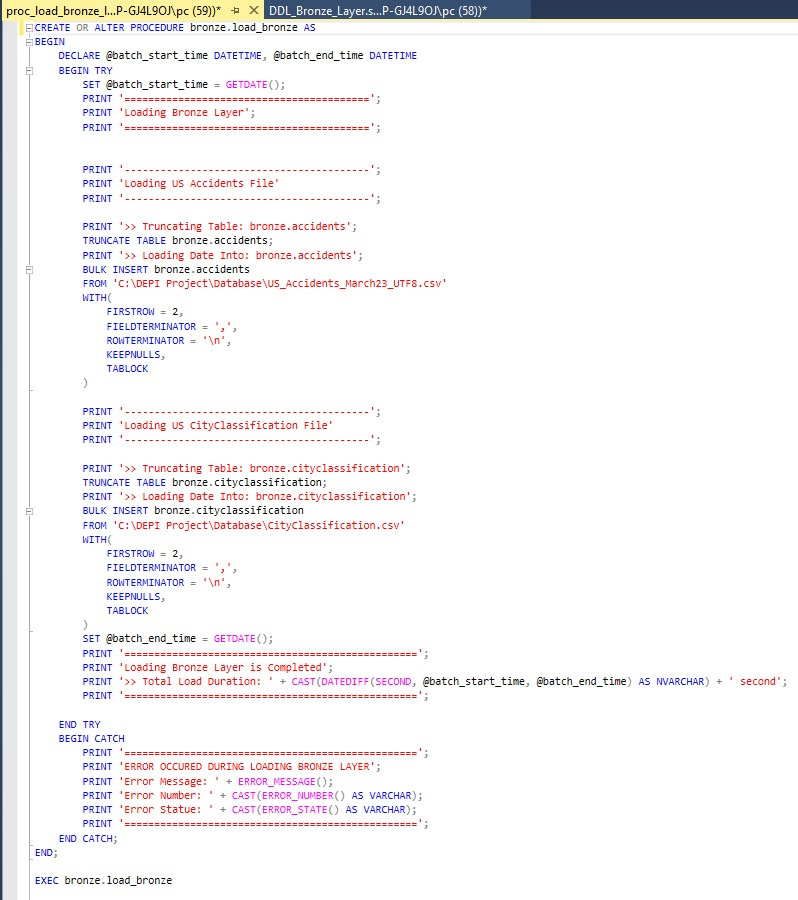 proc_load_bronze_l...P-GJ4L9OJ\pc (59))* DDL_Bronze_Layer.s...P-GJ4L9OJ\pc (58))*
CREATE OR ALTER PROCEDURE bronze.load_bronze AS
BEGIN
DECLARE @batch_start_time DATETIME, @batch_end_time DATETIME
BEGIN TRY
SET @batch_start_time = GETDATE();
PRINT '=========================================';
PRINT 'Loading Bronze Layer';
PRINT '=========================================';
PRINT '-----------------------------------------';
PRINT 'Loading US Accidents File'
PRINT '-----------------------------------------';
PRINT '>> Truncating Table: bronze.accidents';
TRUNCATE TABLE bronze.accidents;
PRINT '>> Loading Date Into: bronze.accidents';
BULK INSERT bronze.accidents
FROM 'C:\DEPI Project\Database\US_Accidents_March23_UTF8.csv'
WITH(
FIRSTROW = 2,
FIELDTERMINATOR = ',',
ROWTERMINATOR = '\n',
KEEPNULLS,
TABLOCK
)
PRINT '-----------------------------------------';
PRINT 'Loading US CityClassification File'
PRINT '-----------------------------------------';
PRINT '>> Truncating Table: bronze.cityclassification';
TRUNCATE TABLE bronze.cityclassification;
PRINT '>> Loading Date Into: bronze.cityclassification';
BULK INSERT bronze.cityclassification
FROM 'C:\DEPI Project\Database\CityClassification.csv'
WITH(
FIRSTROW = 2,
FIELDTERMINATOR = ',',
ROWTERMINATOR = '\n',
KEEPNULLS,
TABLOCK
)
SET @batch_end_time = GETDATE();
PRINT '=================================================';
PRINT 'Loading Bronze Layer is Completed';
PRINT '>> Total Load Duration: ' + CAST(DATEDIFF(SECOND, @batch_start_time, @batch_end_time) AS NVARCHAR) + ' second';
PRINT '=================================================';
END TRY
BEGIN CATCH
PRINT '=================================================';
PRINT 'ERROR OCCURED DURING LOADING BRONZE LAYER';
PRINT 'Error Message: ' + ERROR_MESSAGE();
PRINT 'Error Number: ' + CAST(ERROR_NUMBER() AS VARCHAR);
PRINT 'Error Statue: ' + CAST(ERROR_STATE() AS VARCHAR);
PRINT '=================================================';
END CATCH;
END;
EXEC bronze.load_bronze